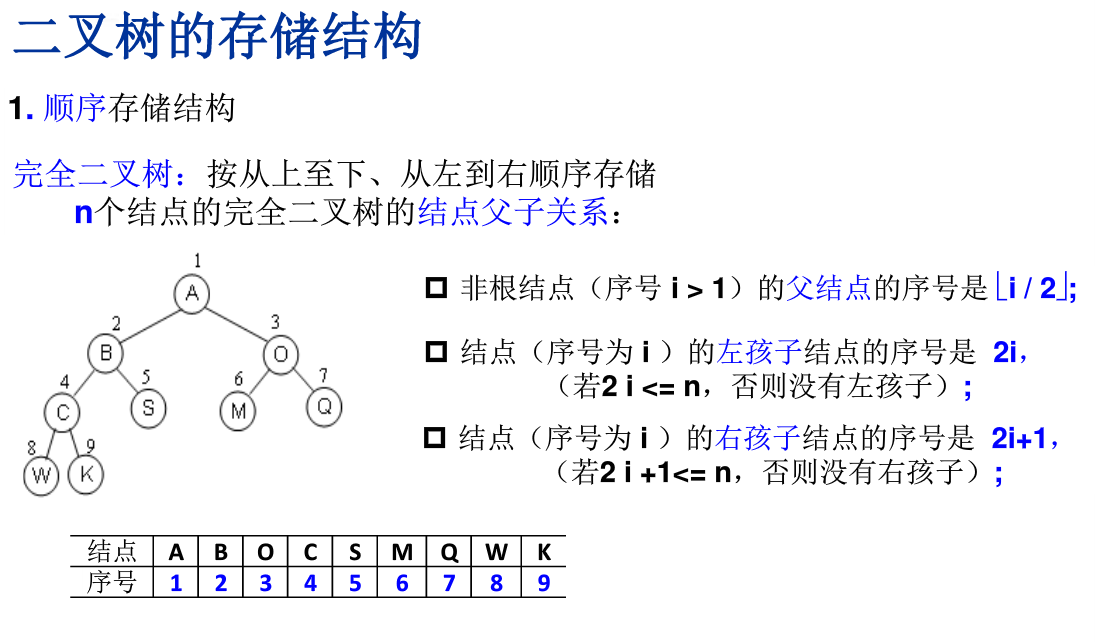 二叉树的存储结构
1. 顺序存储结构
完全二叉树：按从上至下、从左到右顺序存储
n个结点的完全二叉树的结点父子关系：
1
A
2
3
B
O
4
5
6
7
C
S
M
Q
8
9
W
K
非根结点（序号 i > 1）的父结点的序号是⌊i / 2⌋;
结点（序号为 i ）的左孩子结点的序号是 2i，
（若2 i <= n，否则没有左孩子）;
结点（序号为 i ）的右孩子结点的序号是 2i+1，
（若2 i +1<= n，否则没有右孩子）;
结点 A B O C S M Q W K
序号 1 2 3 4 5 6 7 8 9